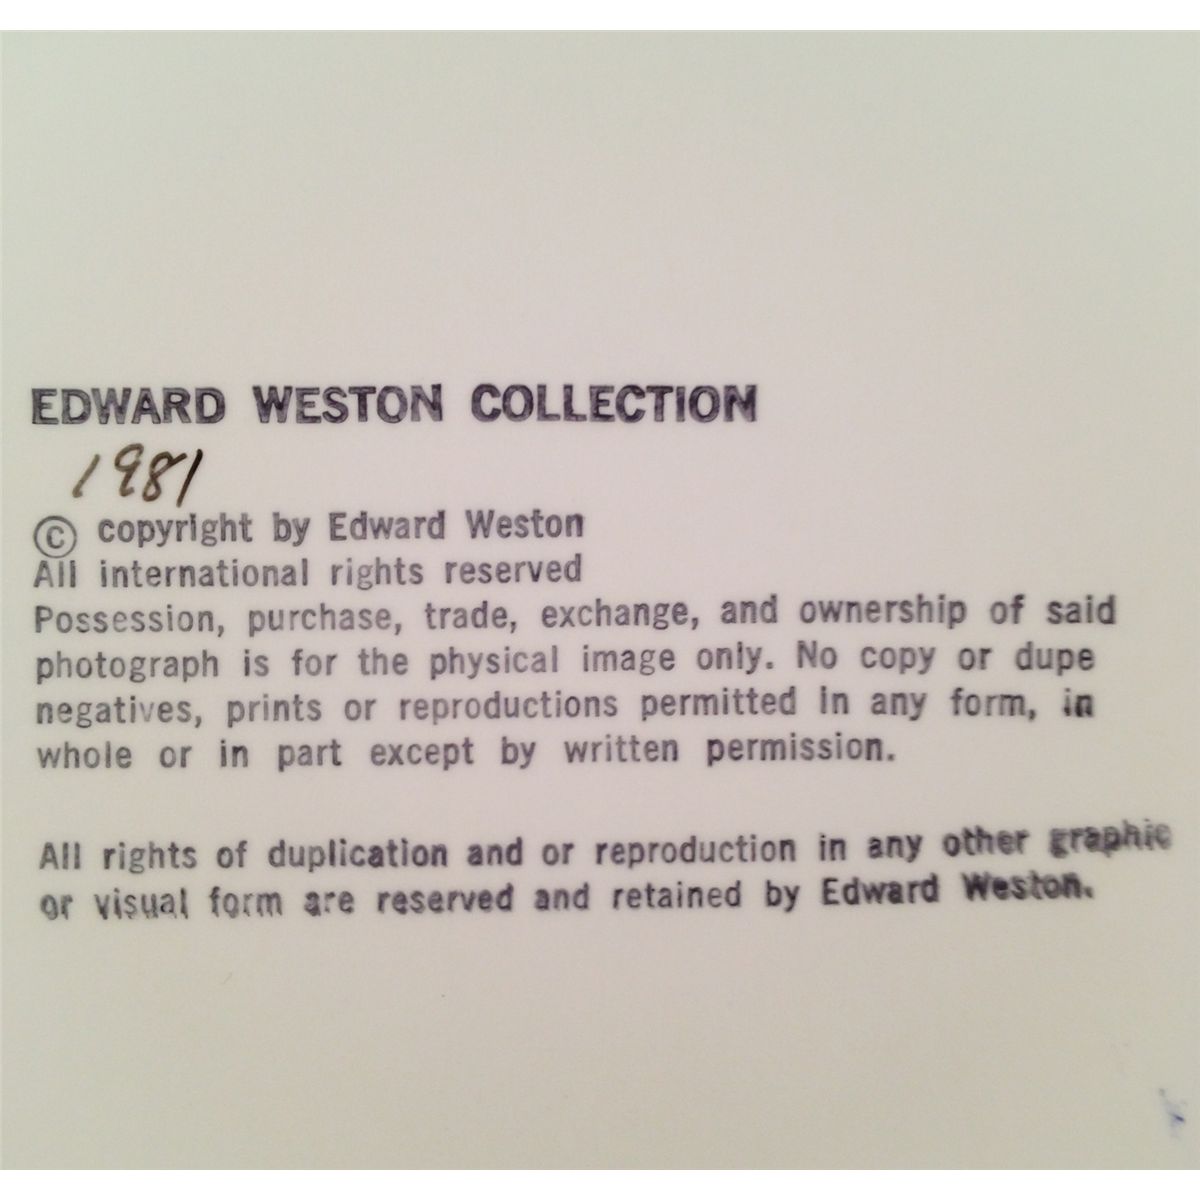 EDWARD WESTON COLLECTION
1981
© copyright by Edward Weston
All international rights reserved
Possession, purchase, trade, exchange, and ownership of said
photograph is for the physical image only. No copy or dupe
negatives, prints or reproductions permitted in any form, in
whole or in part except by written permission.
All rights of duplication and or reproduction in any other graphic
or visual form are reserved and retained by Edward Weston.